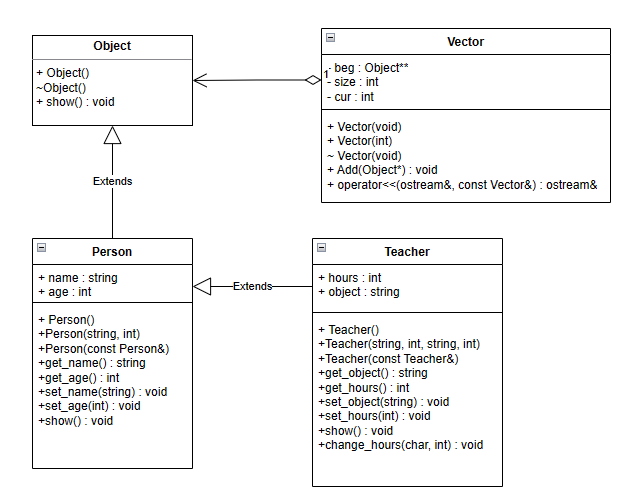 Object
+ Object()
~Object()
+ show() : void
Vector
- beg : Object**
- size : int
- cur : int
+ Vector(void)
+ Vector(int)
~ Vector(void)
+ Add(Object*) : void
+ operator<<(ostream&, const Vector&) : ostream&
1
Extends
Person
+ name : string
+ age : int
+ Person()
+Person(string, int)
+Person(const Person&)
+get_name() : string
+get_age() : int
+set_name(string) : void
+set_age(int) : void
+show() : void
Extends
Teacher
+ hours : int
+ object : string
+ Teacher()
+Teacher(string, int, string, int)
+Teacher(const Teacher&)
+get_object() : string
+get_hours() : int
+set_object(string) : void
+set_hours(int) : void
+show() : void
+change_hours(char, int) : void